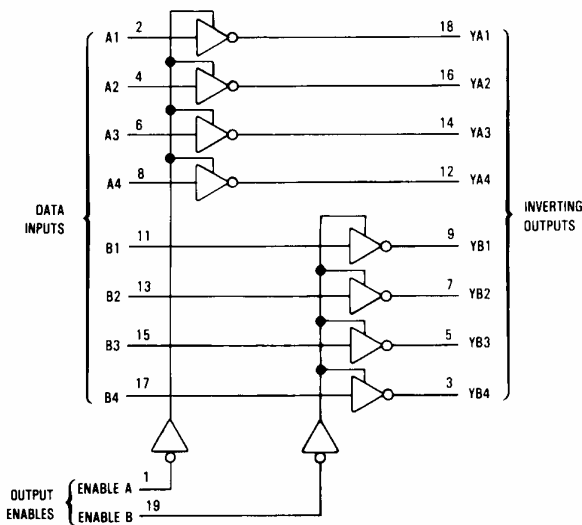 A1 2 18 YA1
A2 4 16 YA2
A3 6 14 YA3
A4 8 12 YA4
DATA
INPUTS
INVERTING
OUTPUTS
B1 11 9 YB1
B2 13 7 YB2
B3 15 5 YB3
B4 17 3 YB4
OUTPUT
ENABLES
ENABLE A 1
ENABLE B 19